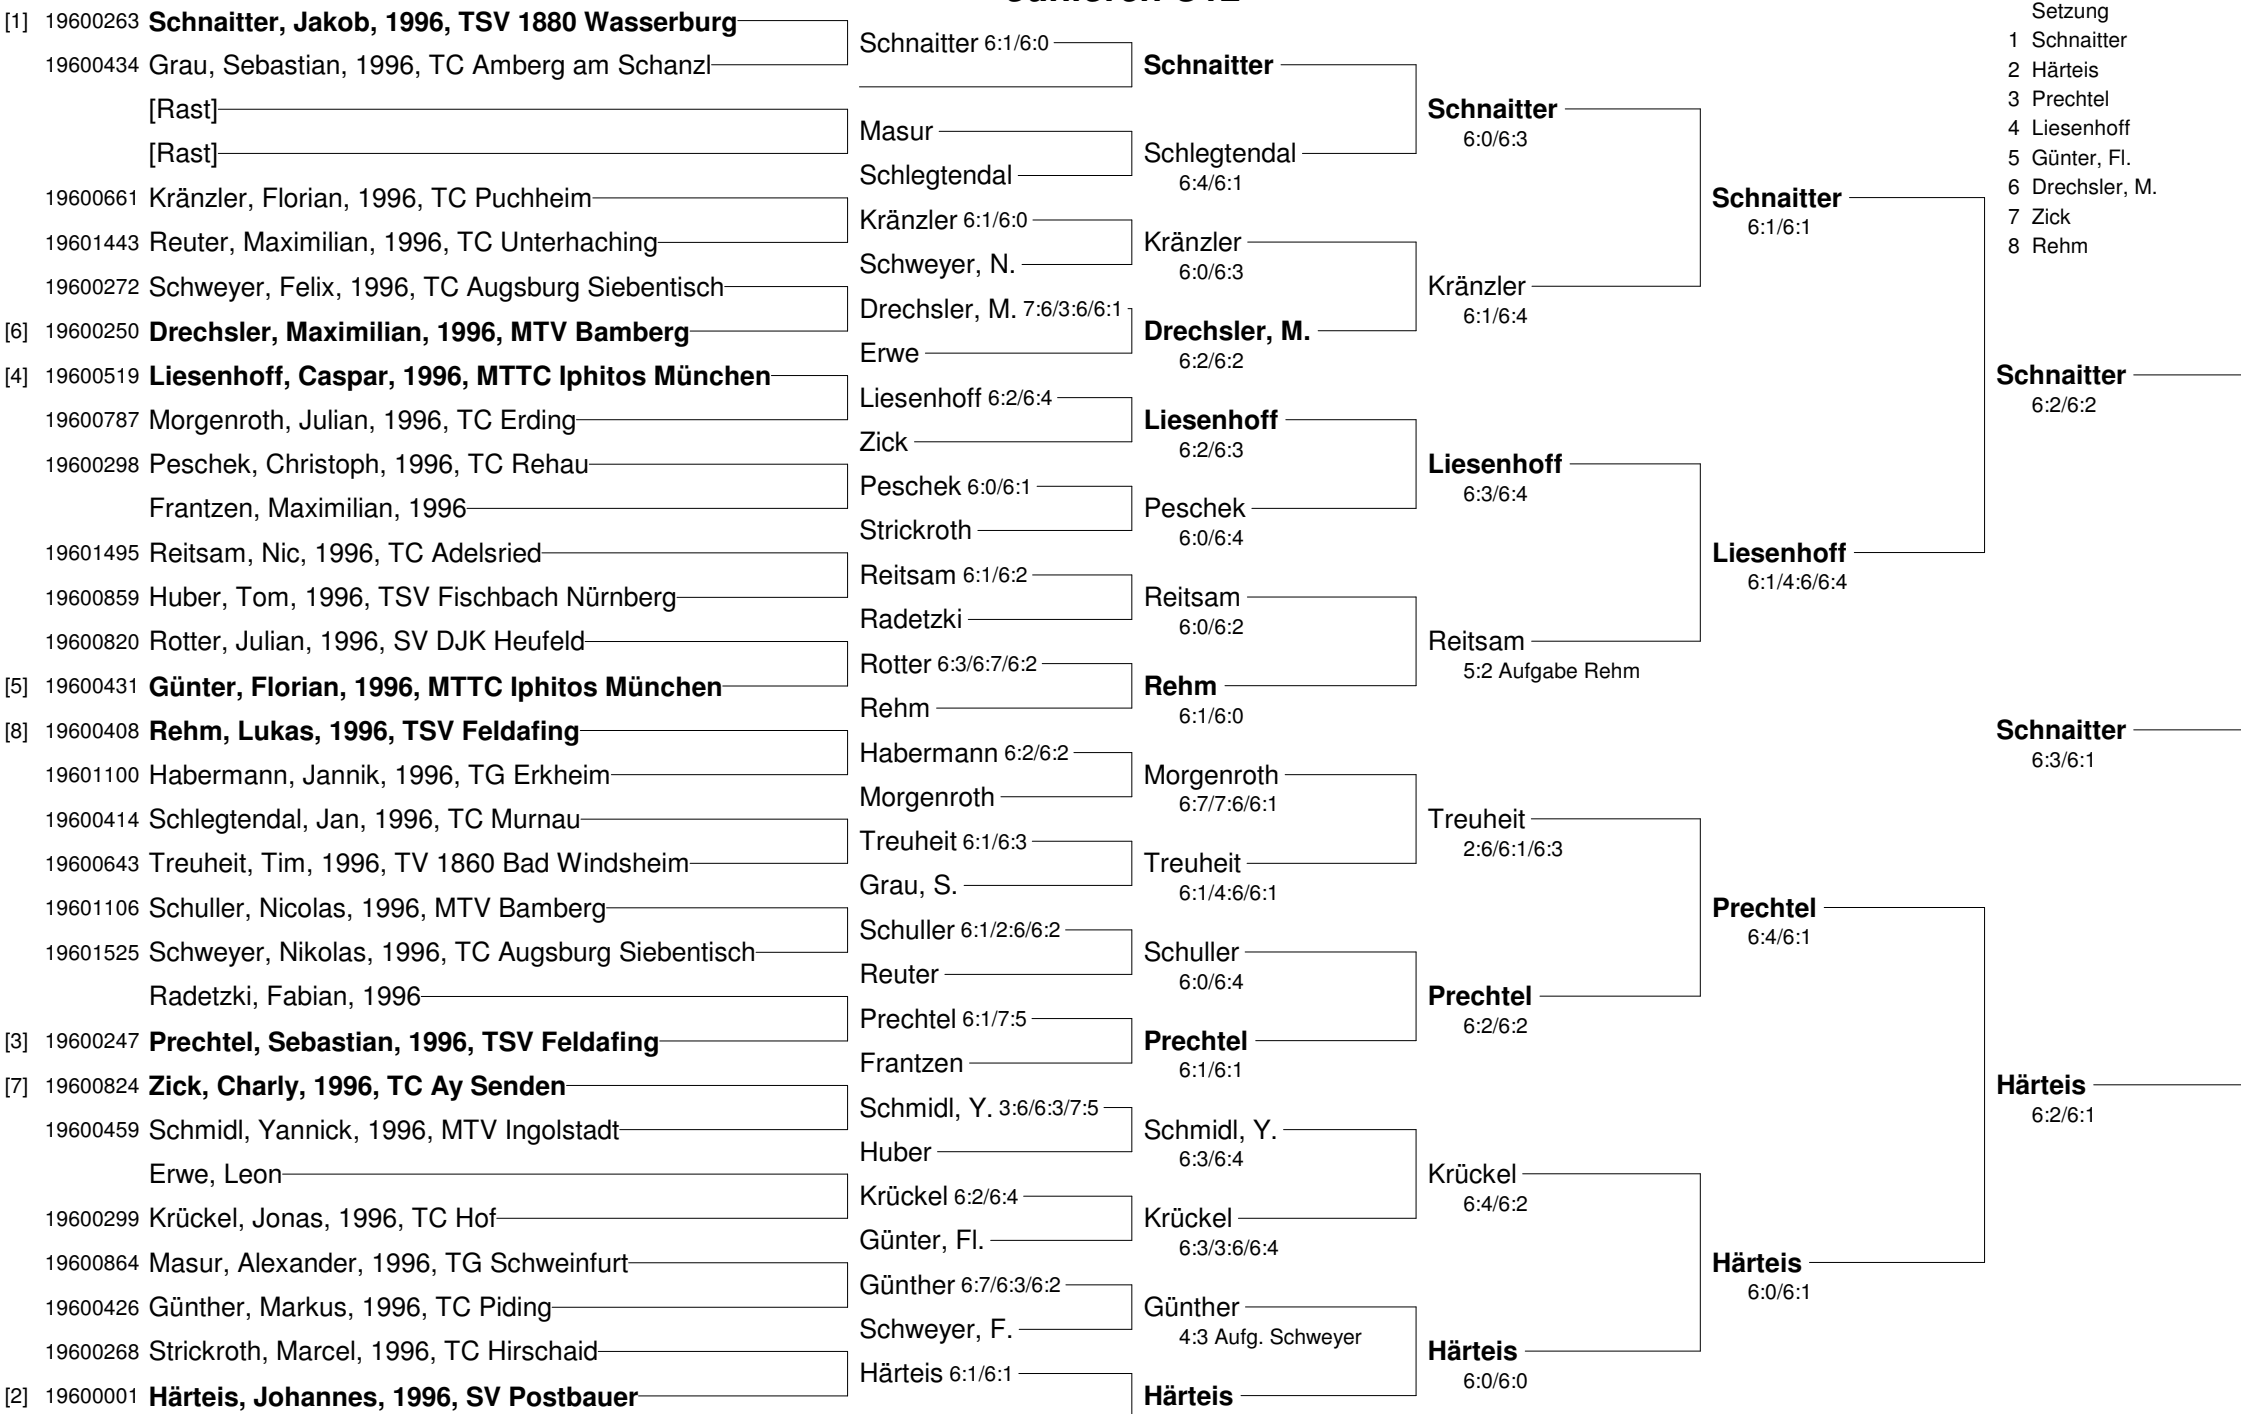 [1] 19600263 Schnaitter, Jakob, 1996, TSV 1880 Wasserburg
19600434 Grau, Sebastian, 1996, TC Amberg am Schanzl
[Rast]
[Rast]
19600661 Kränzler, Florian, 1996, TC Puchheim
19601443 Reuter, Maximilian, 1996, TC Unterhaching
19600272 Schweyer, Felix, 1996, TC Augsburg Siebentisch
[6] 19600250 Drechsler, Maximilian, 1996, MTV Bamberg
[4] 19600519 Liesenhoff, Caspar, 1996, MTTC Iphitos München
19600787 Morgenroth, Julian, 1996, TC Erding
19600298 Peschek, Christoph, 1996, TC Rehau
Frantzen, Maximilian, 1996
19601495 Reitsam, Nic, 1996, TC Adelsried
19600859 Huber, Tom, 1996, TSV Fischbach Nürnberg
19600820 Rotter, Julian, 1996, SV DJK Heufeld
[5] 19600431 Günter, Florian, 1996, MTTC Iphitos München
[8] 19600408 Rehm, Lukas, 1996, TSV Feldafing
19601100 Habermann, Jannik, 1996, TG Erkheim
19600414 Schlegtendal, Jan, 1996, TC Murnau
19600643 Treuheit, Tim, 1996, TV 1860 Bad Windsheim
19601106 Schuller, Nicolas, 1996, MTV Bamberg
19601525 Schweyer, Nikolas, 1996, TC Augsburg Siebentisch
Radetzki, Fabian, 1996
[3] 19600247 Prechtel, Sebastian, 1996, TSV Feldafing
[7] 19600824 Zick, Charly, 1996, TC Ay Senden
19600459 Schmidl, Yannick, 1996, MTV Ingolstadt
Erwe, Leon
19600299 Krückel, Jonas, 1996, TC Hof
19600864 Masur, Alexander, 1996, TG Schweinfurt
19600426 Günther, Markus, 1996, TC Piding
19600268 Strickroth, Marcel, 1996, TC Hirschaid
[2] 19600001 Härteis, Johannes, 1996, SV Postbauer
Schnaitter 6:1/6:0
Masur
Schlegtendal
Kränzler 6:1/6:0
Schweyer, N.
Drechsler, M. 7:6/3:6/6:1
Erwe
Liesenhoff 6:2/6:4
Zick
Peschek 6:0/6:1
Strickroth
Reitsam 6:1/6:2
Radetzki
Rotter 6:3/6:7/6:2
Rehm
Habermann 6:2/6:2
Morgenroth
Treuheit 6:1/6:3
Grau, S.
Schuller 6:1/2:6/6:2
Reuter
Prechtel 6:1/7:5
Frantzen
Schmidl, Y. 3:6/6:3/7:5
Huber
Krückel 6:2/6:4
Günter, Fl.
Günther 6:7/6:3/6:2
Schweyer, F.
Härteis 6:1/6:1
Schnaitter
Schlegtendal
6:4/6:1
Kränzler
6:0/6:3
Drechsler, M.
6:2/6:2
Liesenhoff
6:2/6:3
Peschek
6:0/6:4
Reitsam
6:0/6:2
Rehm
6:1/6:0
Morgenroth
6:7/7:6/6:1
Treuheit
6:1/4:6/6:1
Schuller
6:0/6:4
Prechtel
6:1/6:1
Schmidl, Y.
6:3/6:4
Krückel
6:3/3:6/6:4
Günther
4:3 Aufg. Schweyer
Härteis
Schnaitter
6:0/6:3
Kränzler
6:1/6:4
Liesenhoff
6:3/6:4
Reitsam
5:2 Aufgabe Rehm
Treuheit
2:6/6:1/6:3
Prechtel
6:2/6:2
Krückel
6:4/6:2
Härteis
6:0/6:0
Schnaitter
6:1/6:1
Liesenhoff
6:1/4:6/6:4
Prechtel
6:4/6:1
Härteis
6:0/6:1
Setzung
1 Schnaitter
2 Härteis
3 Prechtel
4 Liesenhoff
5 Günter, Fl.
6 Drechsler, M.
7 Zick
8 Rehm
Schnaitter
6:2/6:2
Schnaitter
6:3/6:1
Härteis
6:2/6:1